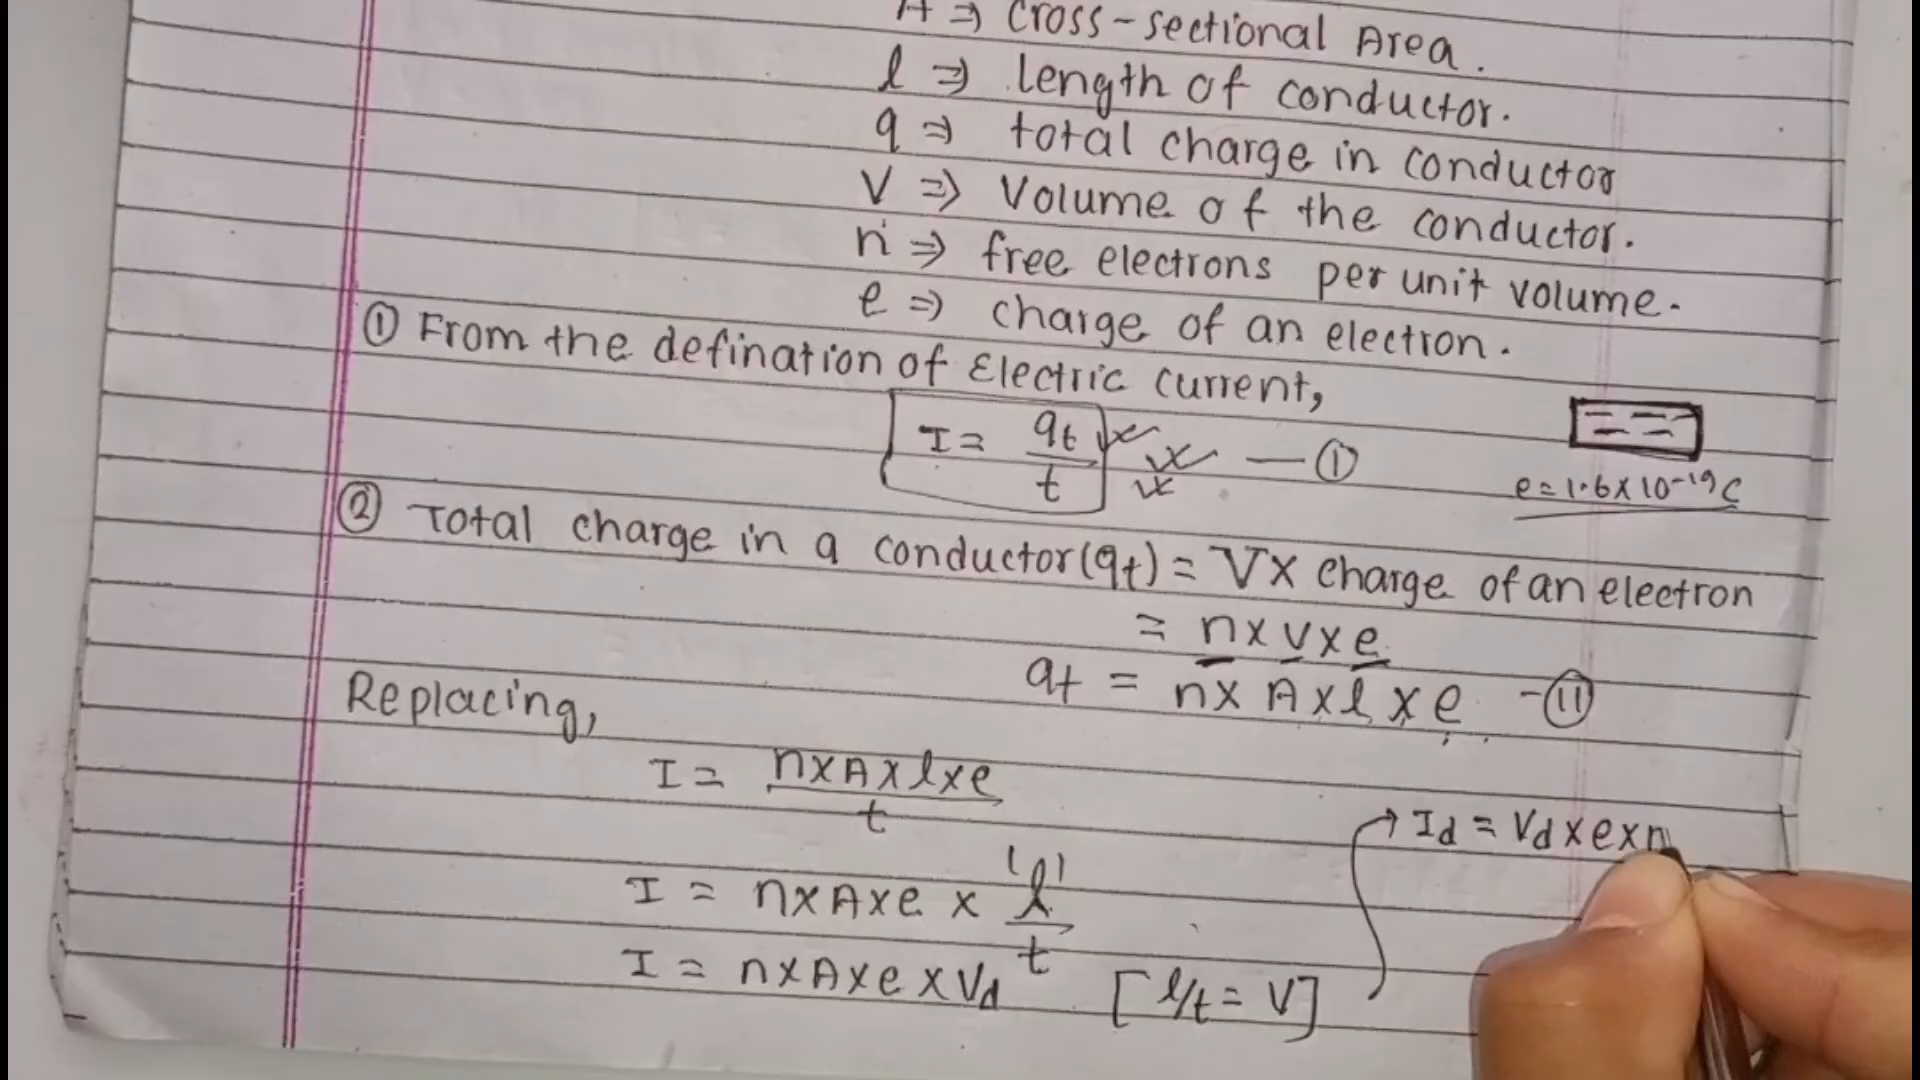 A ⇒ Cross-sectional Area.
l ⇒ length of conductor.
q ⇒ total charge in conductor
V ⇒ Volume of the conductor.
n ⇒ free electrons per unit volume.
e ⇒ charge of an electron.
① From the defination of Electric current,
I = qt/t — ①
e = 1.6 X 10⁻¹⁹ C
② Total charge in a conductor (qt) = V X charge of an electron
= n x v x e
qt = n x A x l x e - ⑪
Replacing,
I = n x A x l x e / t
→ Id = Vd x e x n
I = n x A x e x 'l' / t
I = n x A x e x Vd [l/t = V]